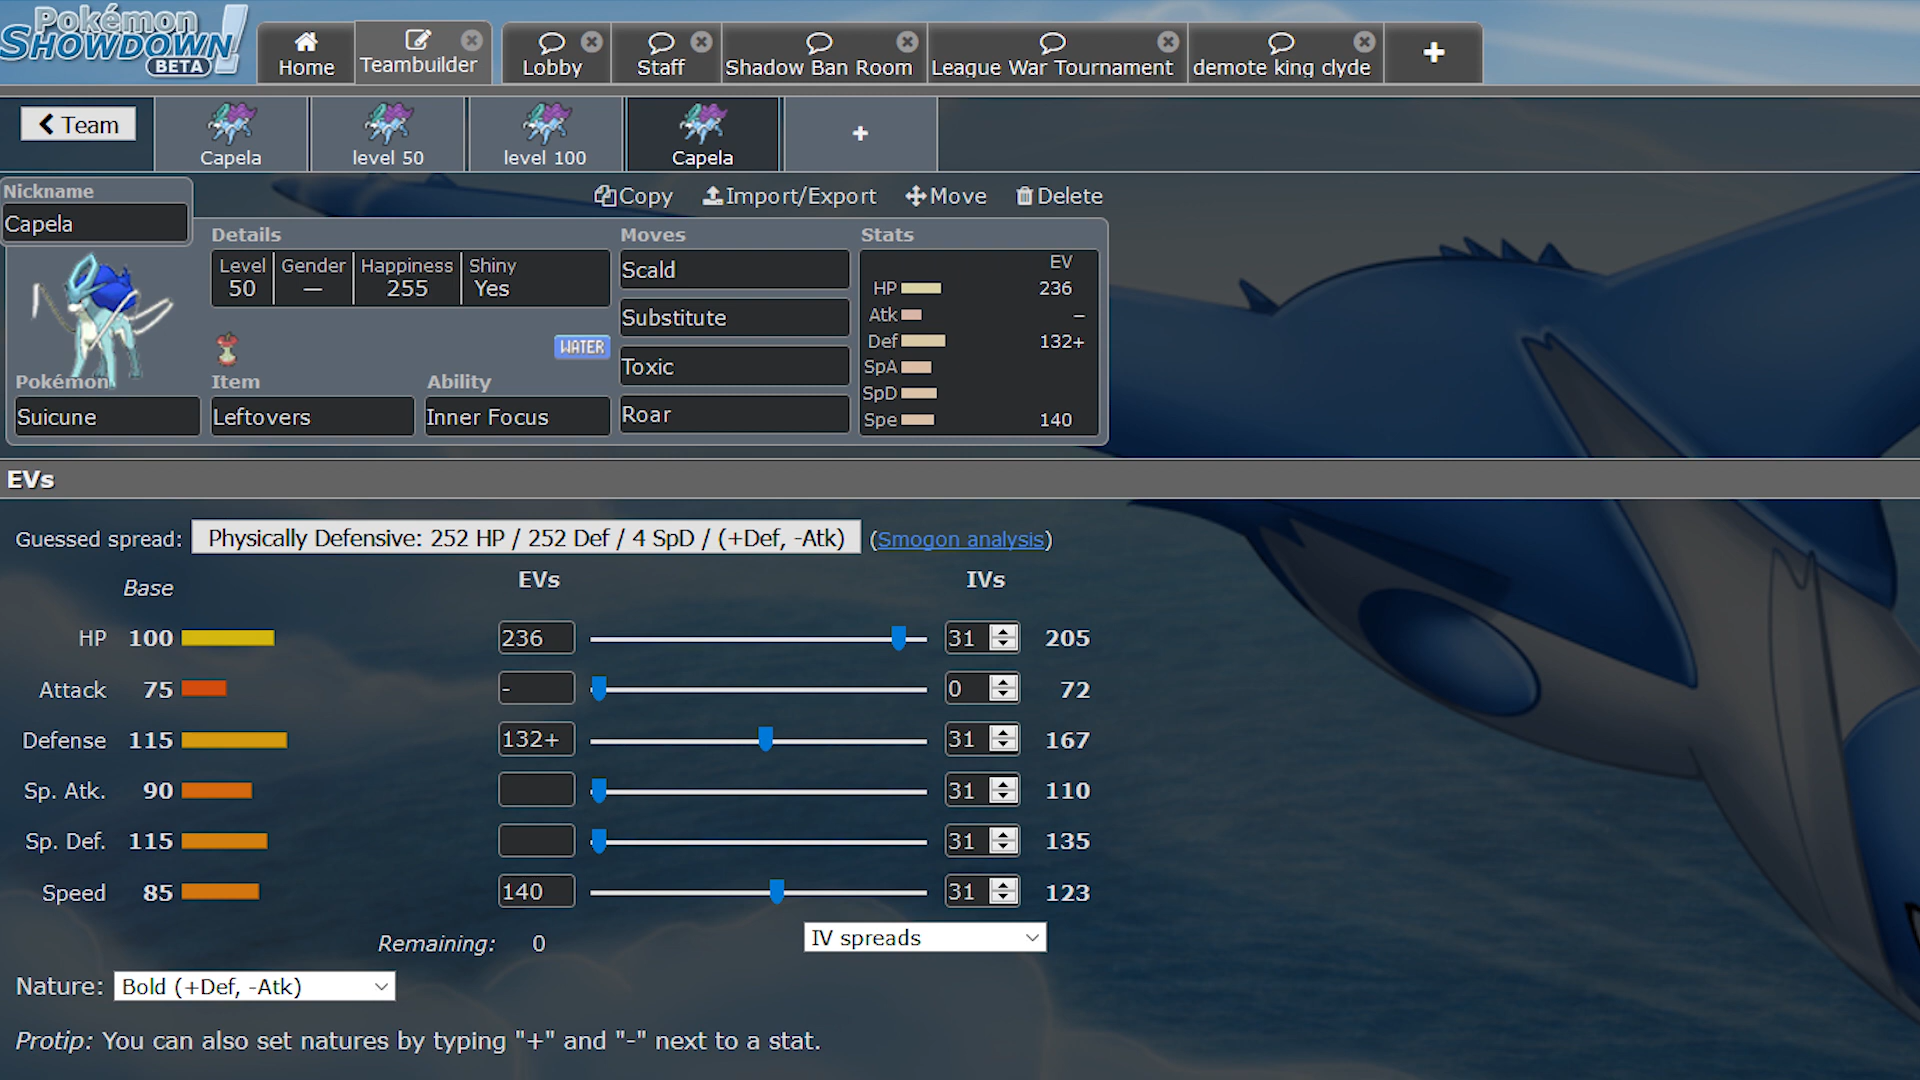 Pokémon
SHOWDOWN!
BETA
Home
Teambuilder
Lobby
Staff
Shadow Ban Room
League War Tournament
demote king clyde
Team
Capela
level 50
level 100
Capela
+
Nickname
Capela
Copy
Import/Export
Move
Delete
Details
Level
50
Gender
—
Happiness
255
Shiny
Yes
WATER
Pokémon
Suicune
Item
Leftovers
Ability
Inner Focus
Moves
Scald
Substitute
Toxic
Roar
Stats
EV
HP 236
Atk –
Def 132+
SpA
SpD
Spe 140
EVs
Guessed spread: Physically Defensive: 252 HP / 252 Def / 4 SpD / (+Def, -Atk) (Smogon analysis)
Base EVs IVs
HP 100 236 31 205
Attack 75 - 0 72
Defense 115 132+ 31 167
Sp. Atk. 90 31 110
Sp. Def. 115 31 135
Speed 85 140 31 123
Remaining: 0 IV spreads
Nature: Bold (+Def, -Atk)
Protip: You can also set natures by typing "+" and "-" next to a stat.